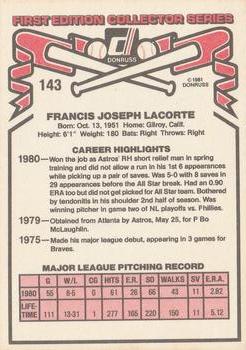 FIRST EDITION COLLECTOR SERIES
DONRUSS
143
© 1981
DONRUSS
FRANCIS JOSEPH LACORTE
Born: Oct. 13, 1951 Home: Gilroy, Calif.
Height: 6'1" Weight: 180 Bats: Right Throws: Right
CAREER HIGHLIGHTS
1980— Won the job as Astros' RH short relief man in spring
training and did not allow a run in his 1st 6 appearances
while picking up a pair of saves. Was 5-0 with 8 saves in
29 appearances before the All Star break. Had a 0.90
ERA too but did not get picked for All Star team. Bothered
by tendonitis in his shoulder 2nd half of season. Was
winning pitcher in game two of NL playoffs vs. Phillies.
1979— Obtained from Atlanta by Astros, May 25, for P Bo
McLaughlin.
1975— Made his major league debut, appearing in 3 games for
Braves.
MAJOR LEAGUE PITCHING RECORD
G W/L CG HITS E.R. SO WALKS SV E.R.A.
1980 55 8-5 0 61 26 66 43 11 2.82
LIFE-
TIME 111 13-31 1 277 165 220 150 11 5.12